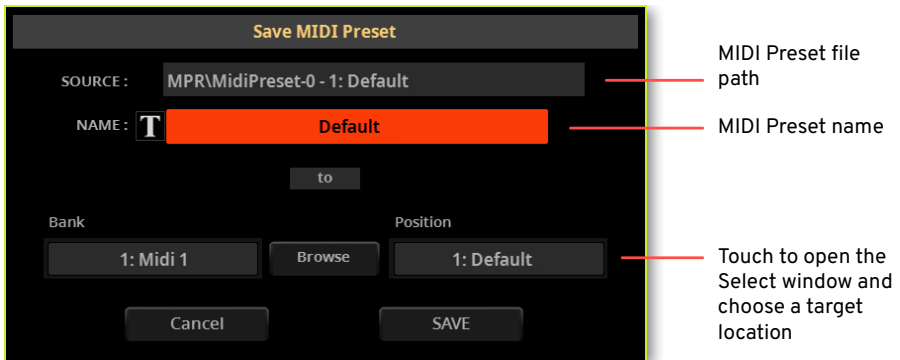 Save MIDI Preset
SOURCE : MPR\MidiPreset-0 - 1: Default
MIDI Preset file
path
NAME : T Default
MIDI Preset name
to
Bank Position
1: Midi 1 Browse 1: Default
Touch to open the
Select window and
choose a target
location
Cancel SAVE